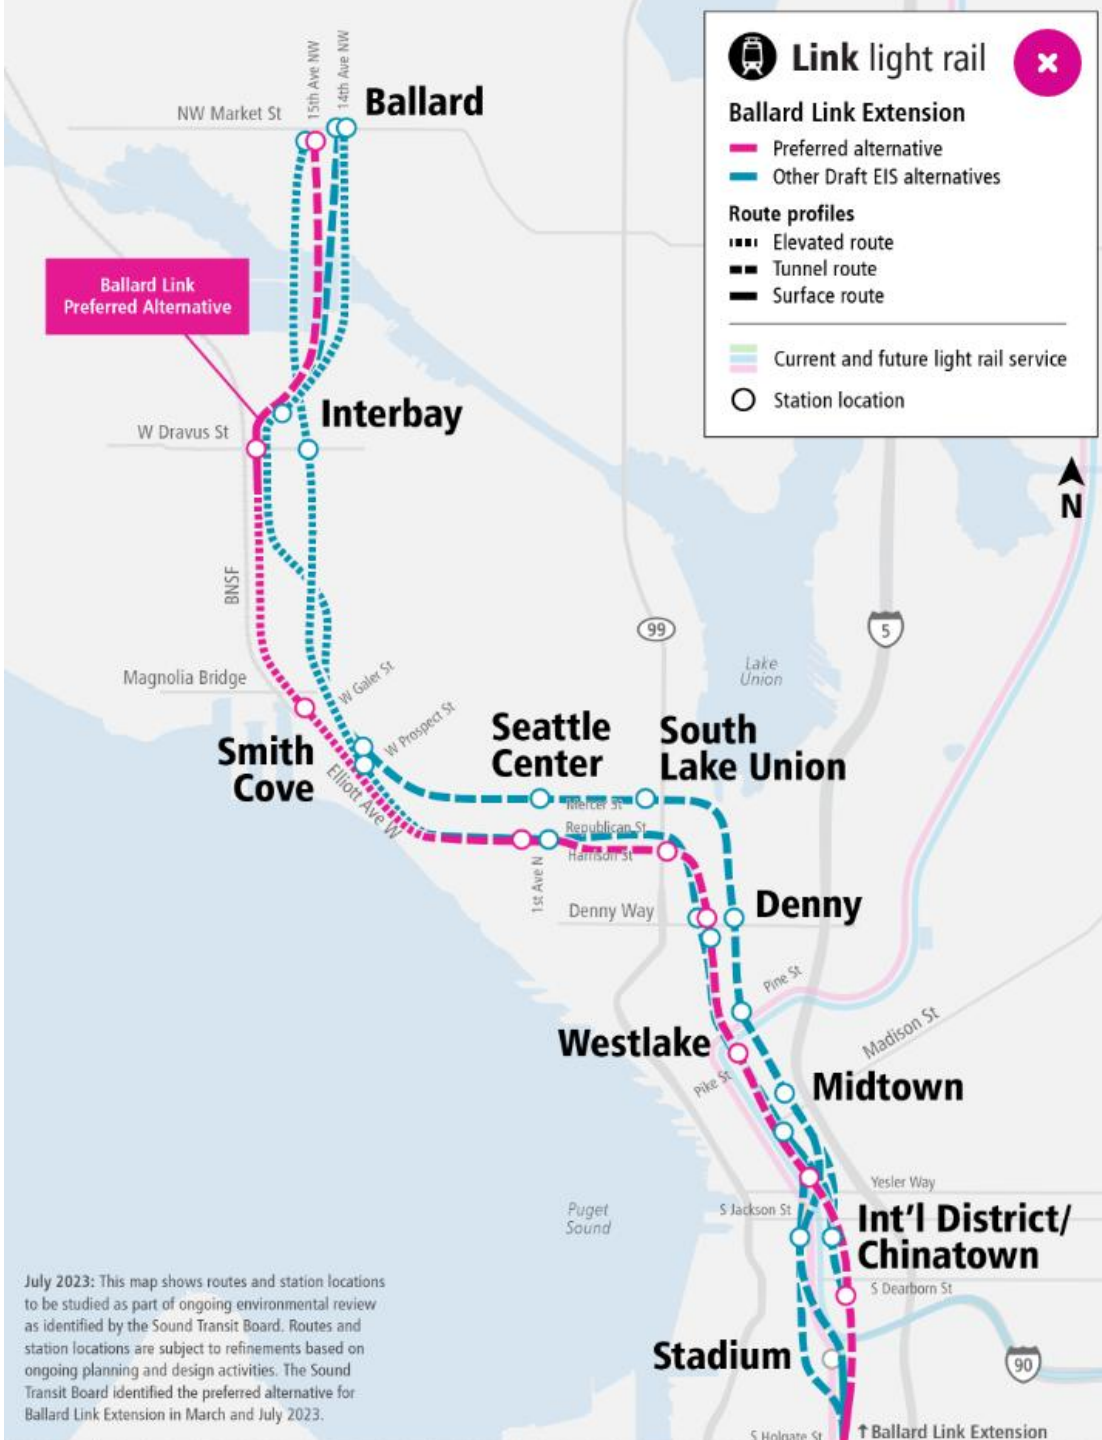 Link light rail
Ballard Link Extension
Preferred alternative
Other Draft EIS alternatives
Route profiles
Elevated route
Tunnel route
Surface route
Current and future light rail service
Station location
N
15th Ave NW
14th Ave NW
NW Market St
Ballard
Ballard Link
Preferred Alternative
Interbay
W Dravus St
BNSF
99
5
Lake
Union
Magnolia Bridge
W Galer St
W Prospect St
Smith
Cove
Elliott Ave W
Seattle
Center
South
Lake Union
Mercer St
Republican St
Harrison St
1st Ave N
Denny Way
Denny
Pine St
Madison St
Westlake
Pike St
Midtown
Yesler Way
Puget
Sound
S Jackson St
Int'l District/
Chinatown
S Dearborn St
Stadium
90
S Holgate St
↑Ballard Link Extension
July 2023: This map shows routes and station locations
to be studied as part of ongoing environmental review
as identified by the Sound Transit Board. Routes and
station locations are subject to refinements based on
ongoing planning and design activities. The Sound
Transit Board identified the preferred alternative for
Ballard Link Extension in March and July 2023.